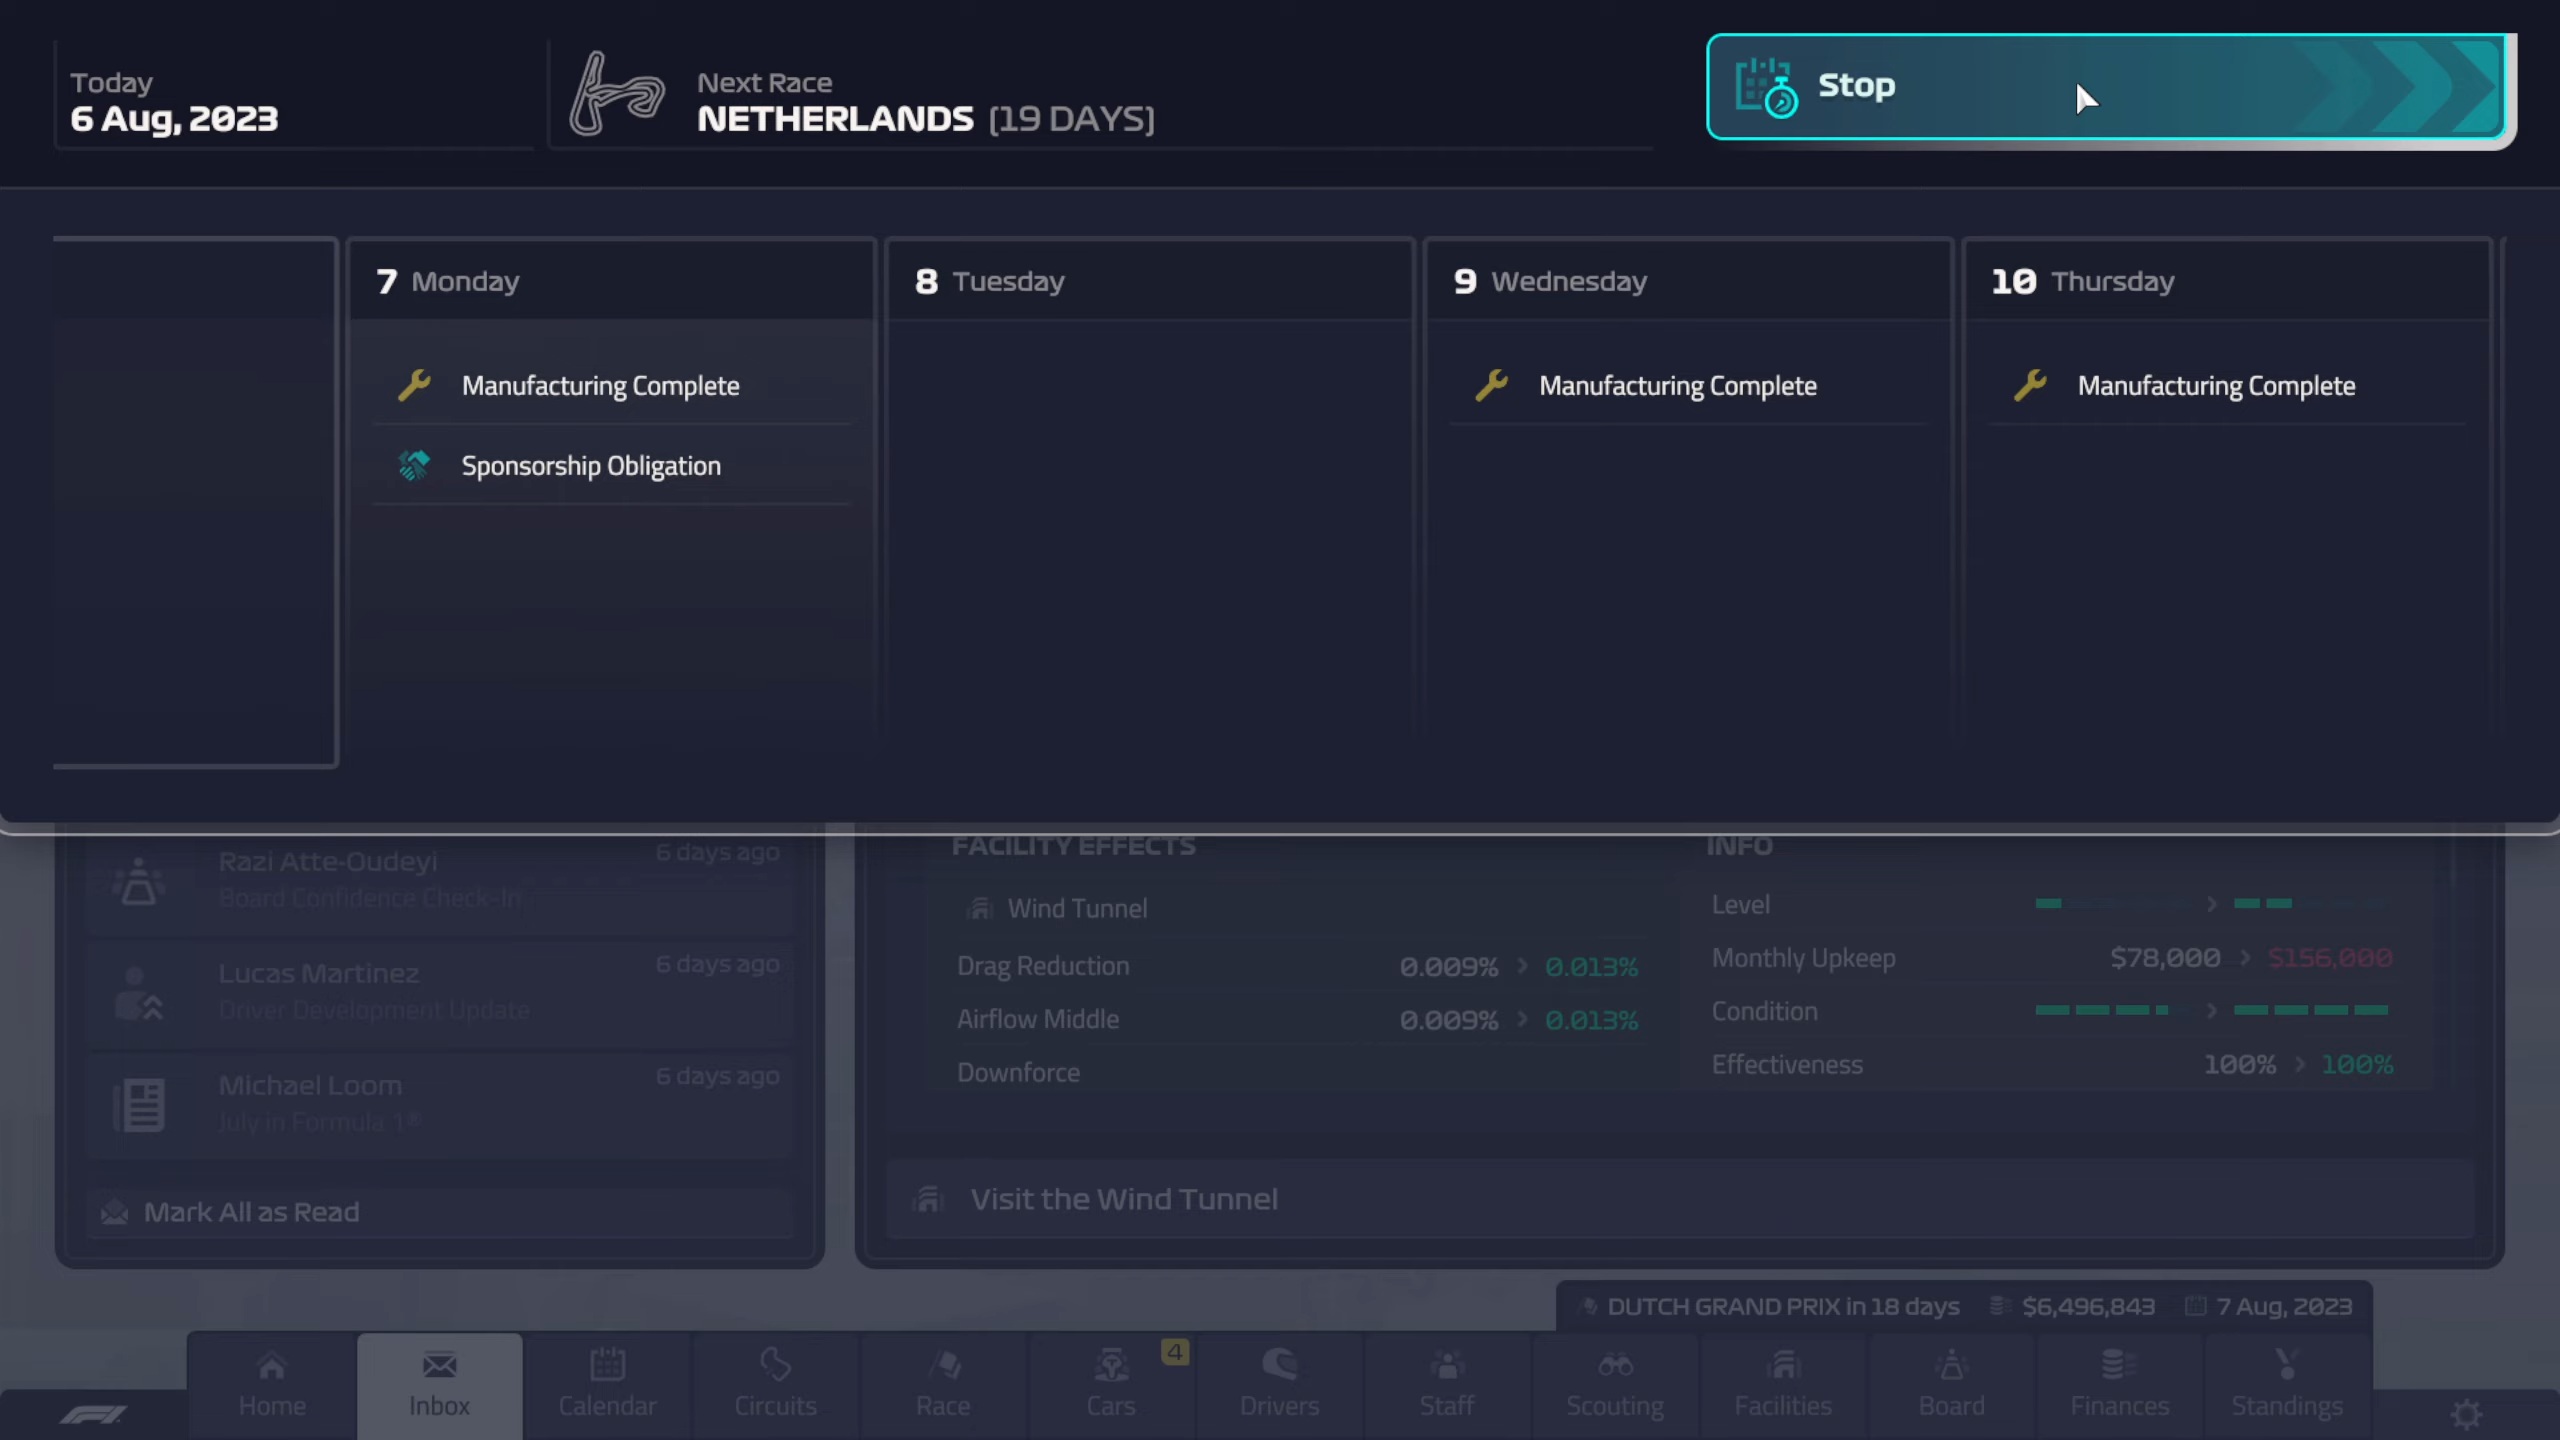 Today
6 Aug, 2023
Next Race
NETHERLANDS (19 DAYS)
Stop
7 Monday
Manufacturing Complete
Sponsorship Obligation
8 Tuesday
9 Wednesday
Manufacturing Complete
10 Thursday
Manufacturing Complete
Razi Atte-Oudeyi
6 days ago
Board Confidence Check-In
Lucas Martinez
6 days ago
Driver Development Update
Michael Loom
6 days ago
July in Formula 1®
Mark All as Read
FACILITY EFFECTS
Wind Tunnel
Drag Reduction 0.009% > 0.013%
Airflow Middle 0.009% > 0.013%
Downforce
INFO
Level >
Monthly Upkeep $78,000 > $156,000
Condition >
Effectiveness 100% > 100%
Visit the Wind Tunnel
DUTCH GRAND PRIX in 18 days $6,496,843 7 Aug, 2023
4
Home Inbox Calendar Circuits Race Cars Drivers Staff Scouting Facilities Board Finances Standings